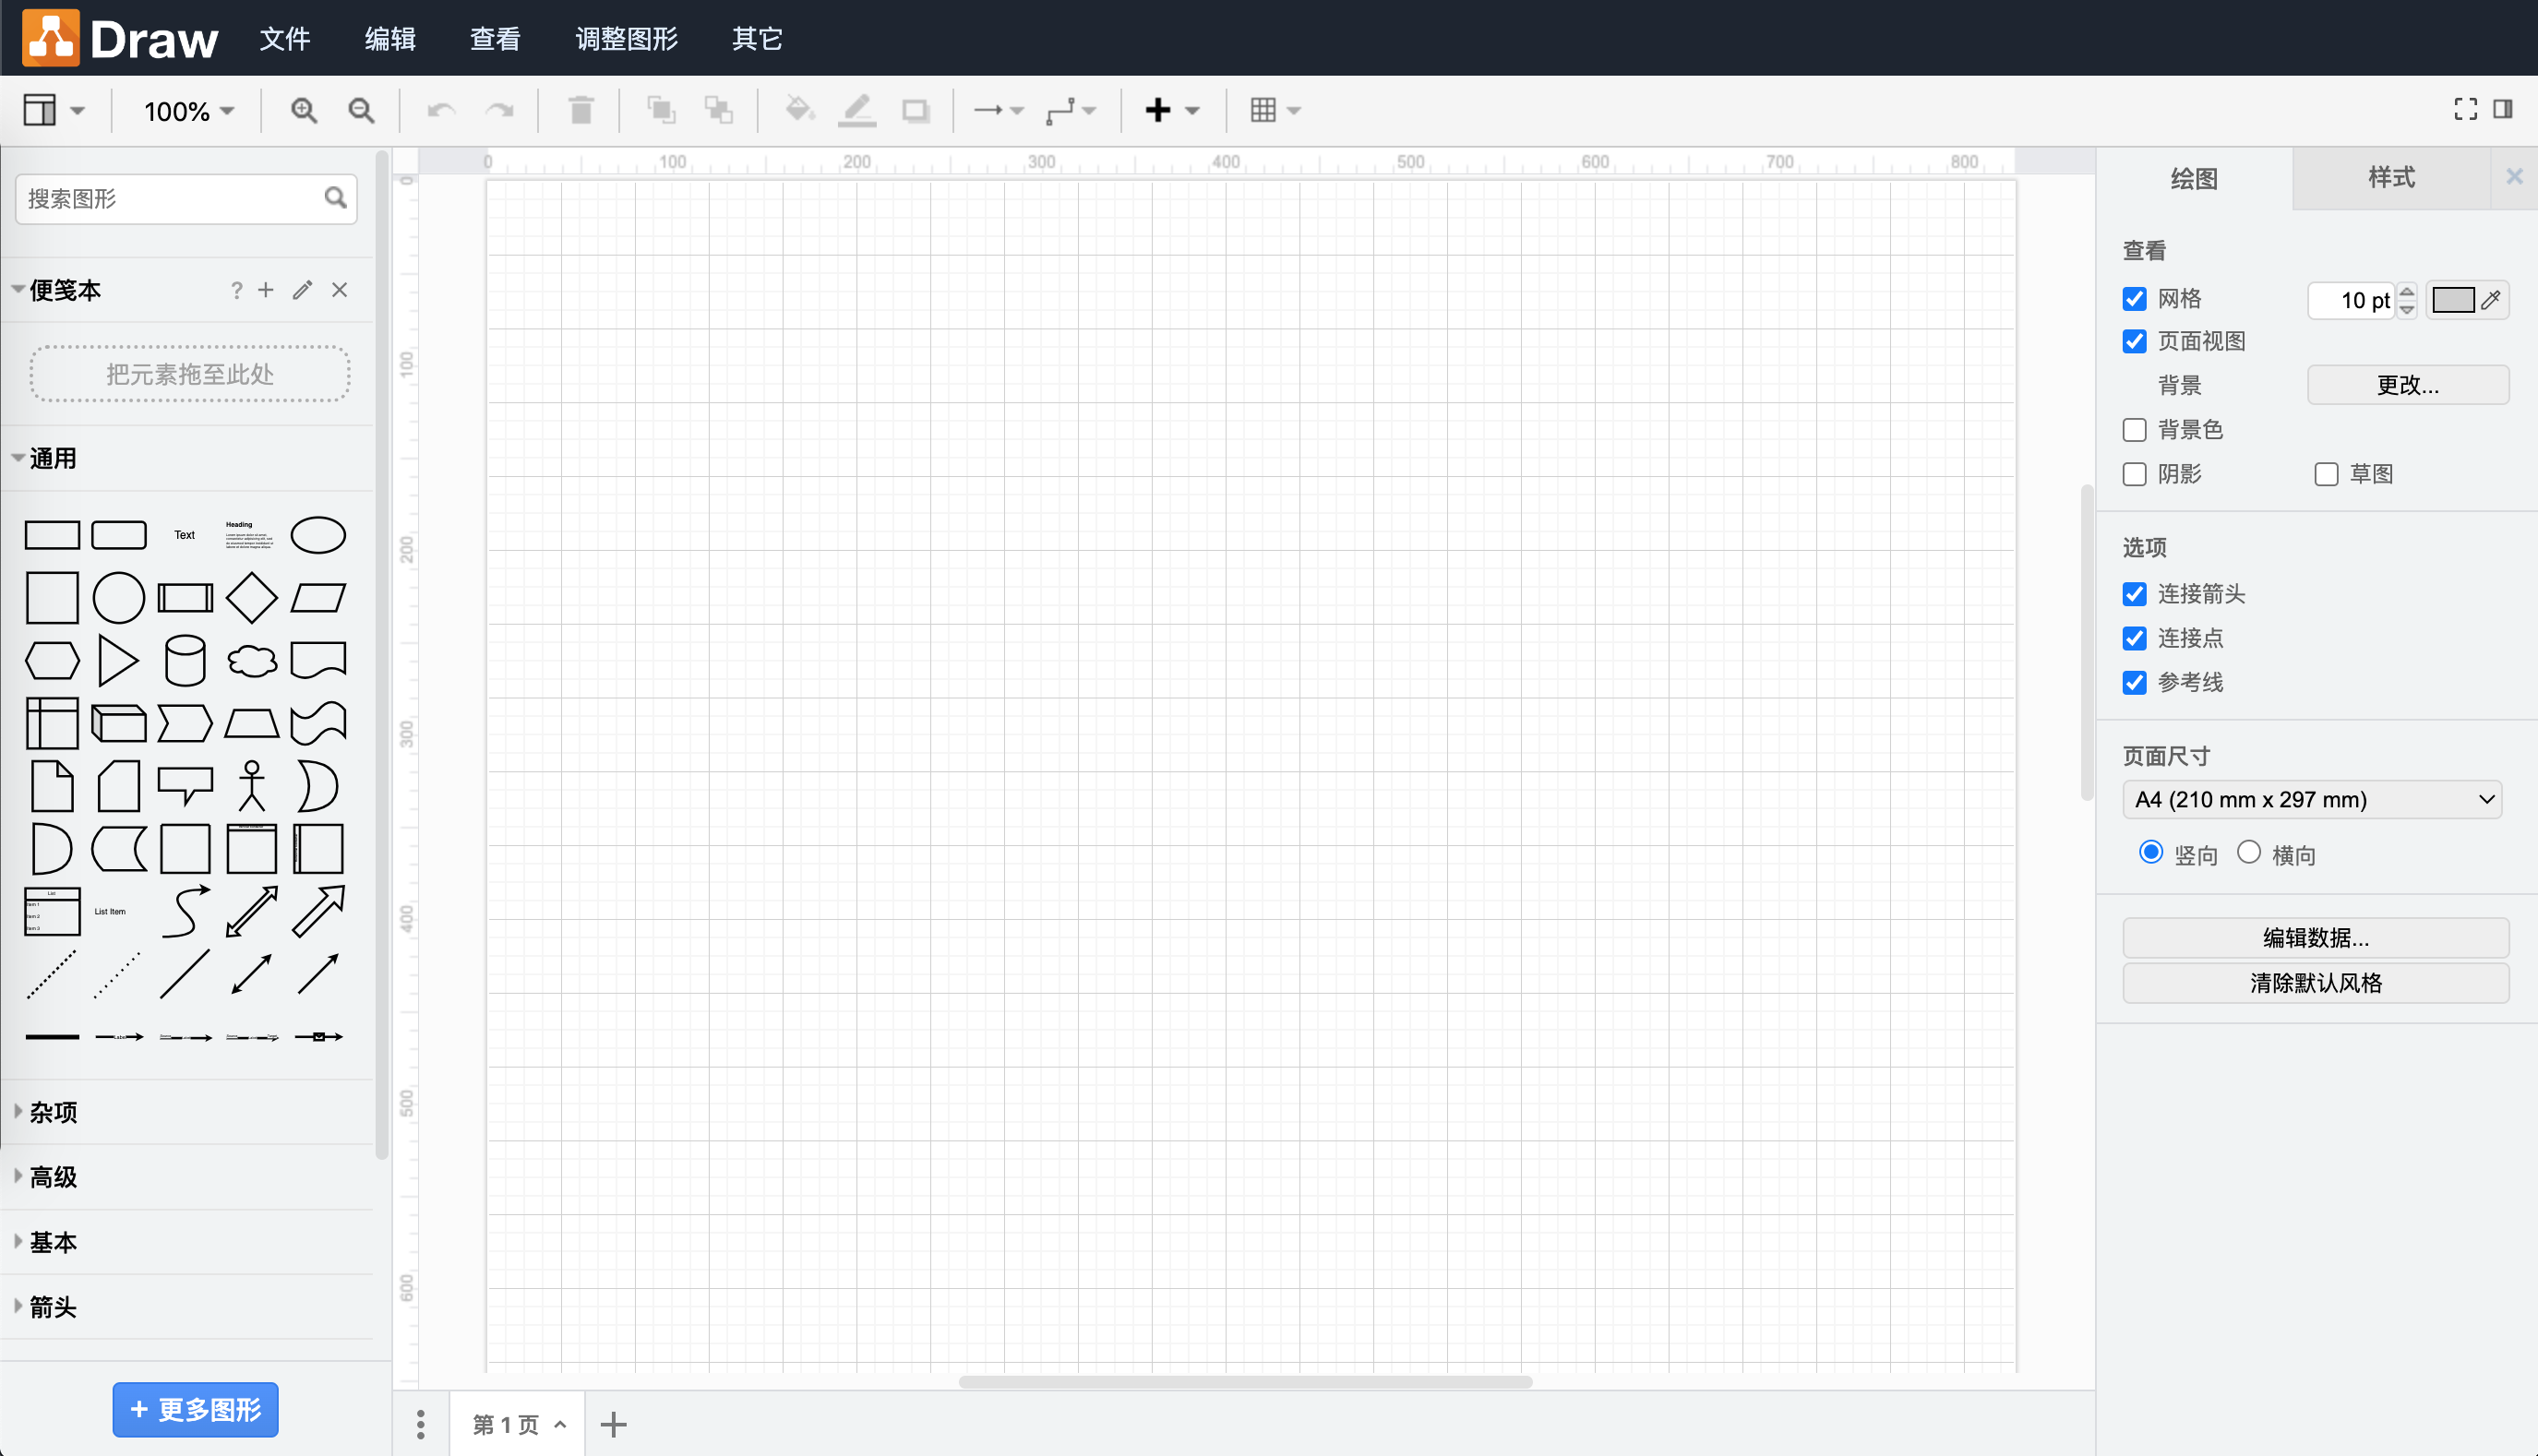 Draw 文件 编辑 查看 调整图形 其它
100%
搜索图形
便笺本 ?
把元素拖至此处
通用
Text
Heading
List
Item 1
Item 2
Item 3
List Item
Label
杂项
高级
基本
箭头
+ 更多图形
0 100 200 300 400 500 600 700 800
0
100
200
300
400
500
600
第 1 页
绘图 样式
查看
网格 10 pt
页面视图
背景 更改...
背景色
阴影 草图
选项
连接箭头
连接点
参考线
页面尺寸
A4 (210 mm x 297 mm)
竖向 横向
编辑数据...
清除默认风格